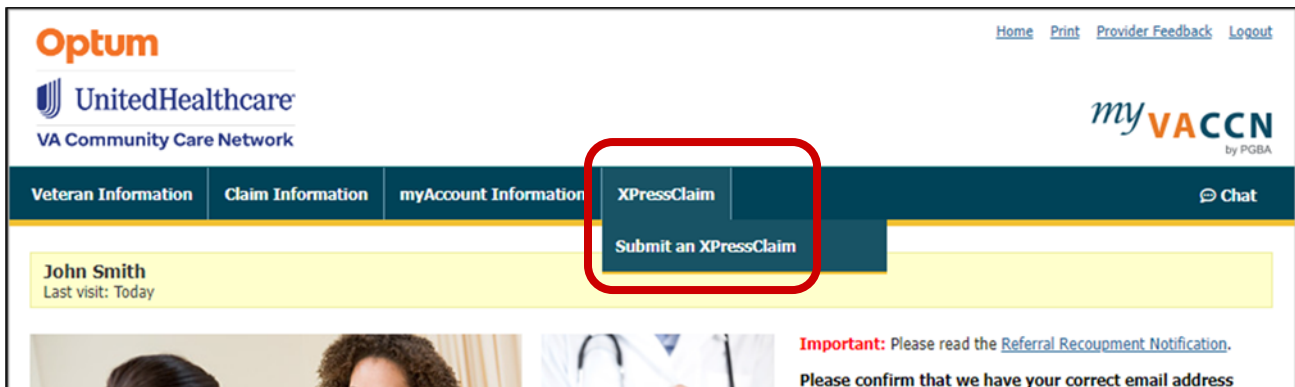 Optum
Home Print Provider Feedback Logout
UnitedHealthcare
VA Community Care Network
my VACCN
by PGBA
Veteran Information Claim Information myAccount Information XPressClaim Chat
Submit an XPressClaim
John Smith
Last visit: Today
Important: Please read the Referral Recoupment Notification.
Please confirm that we have your correct email address